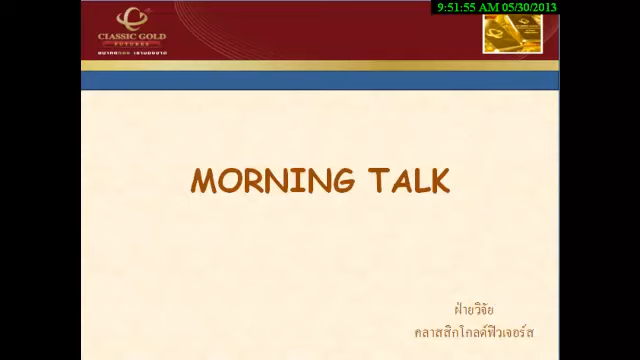 9:51:55 AM 05/30/2013
CLASSIC GOLD
FUTURES
MORNING TALK
ฝ่ายวิจัย
คลาสสิกโกลด์ฟิวเจอร์ส